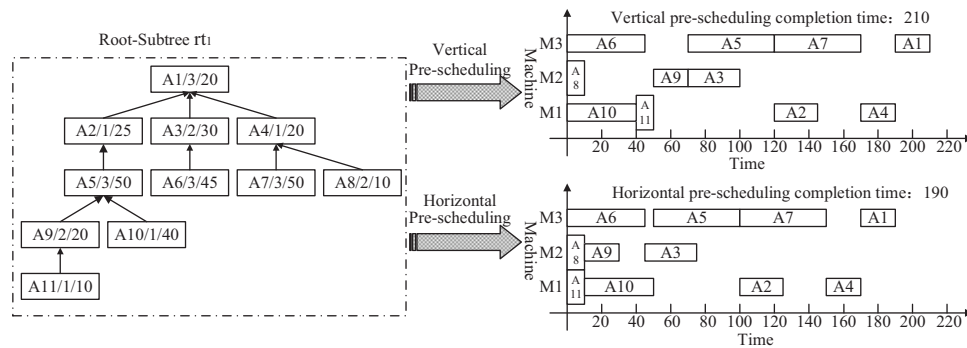 Root-Subtree rt1
A1/3/20
A2/1/25 A3/2/30 A4/1/20
A5/3/50 A6/3/45 A7/3/50 A8/2/10
A9/2/20 A10/1/40
A11/1/10
Vertical
Pre-scheduling
Horizontal
Pre-scheduling
Vertical pre-scheduling completion time: 210
Machine
M3 A6 A5 A7 A1
M2 A 8 A9 A3
M1 A10 A 11 A2 A4
20 40 60 80 100 120 140 160 180 200 220
Time
Horizontal pre-scheduling completion time: 190
Machine
M3 A6 A5 A7 A1
M2 A 8 A9 A3
M1 A 11 A10 A2 A4
20 40 60 80 100 120 140 160 180 200 220
Time